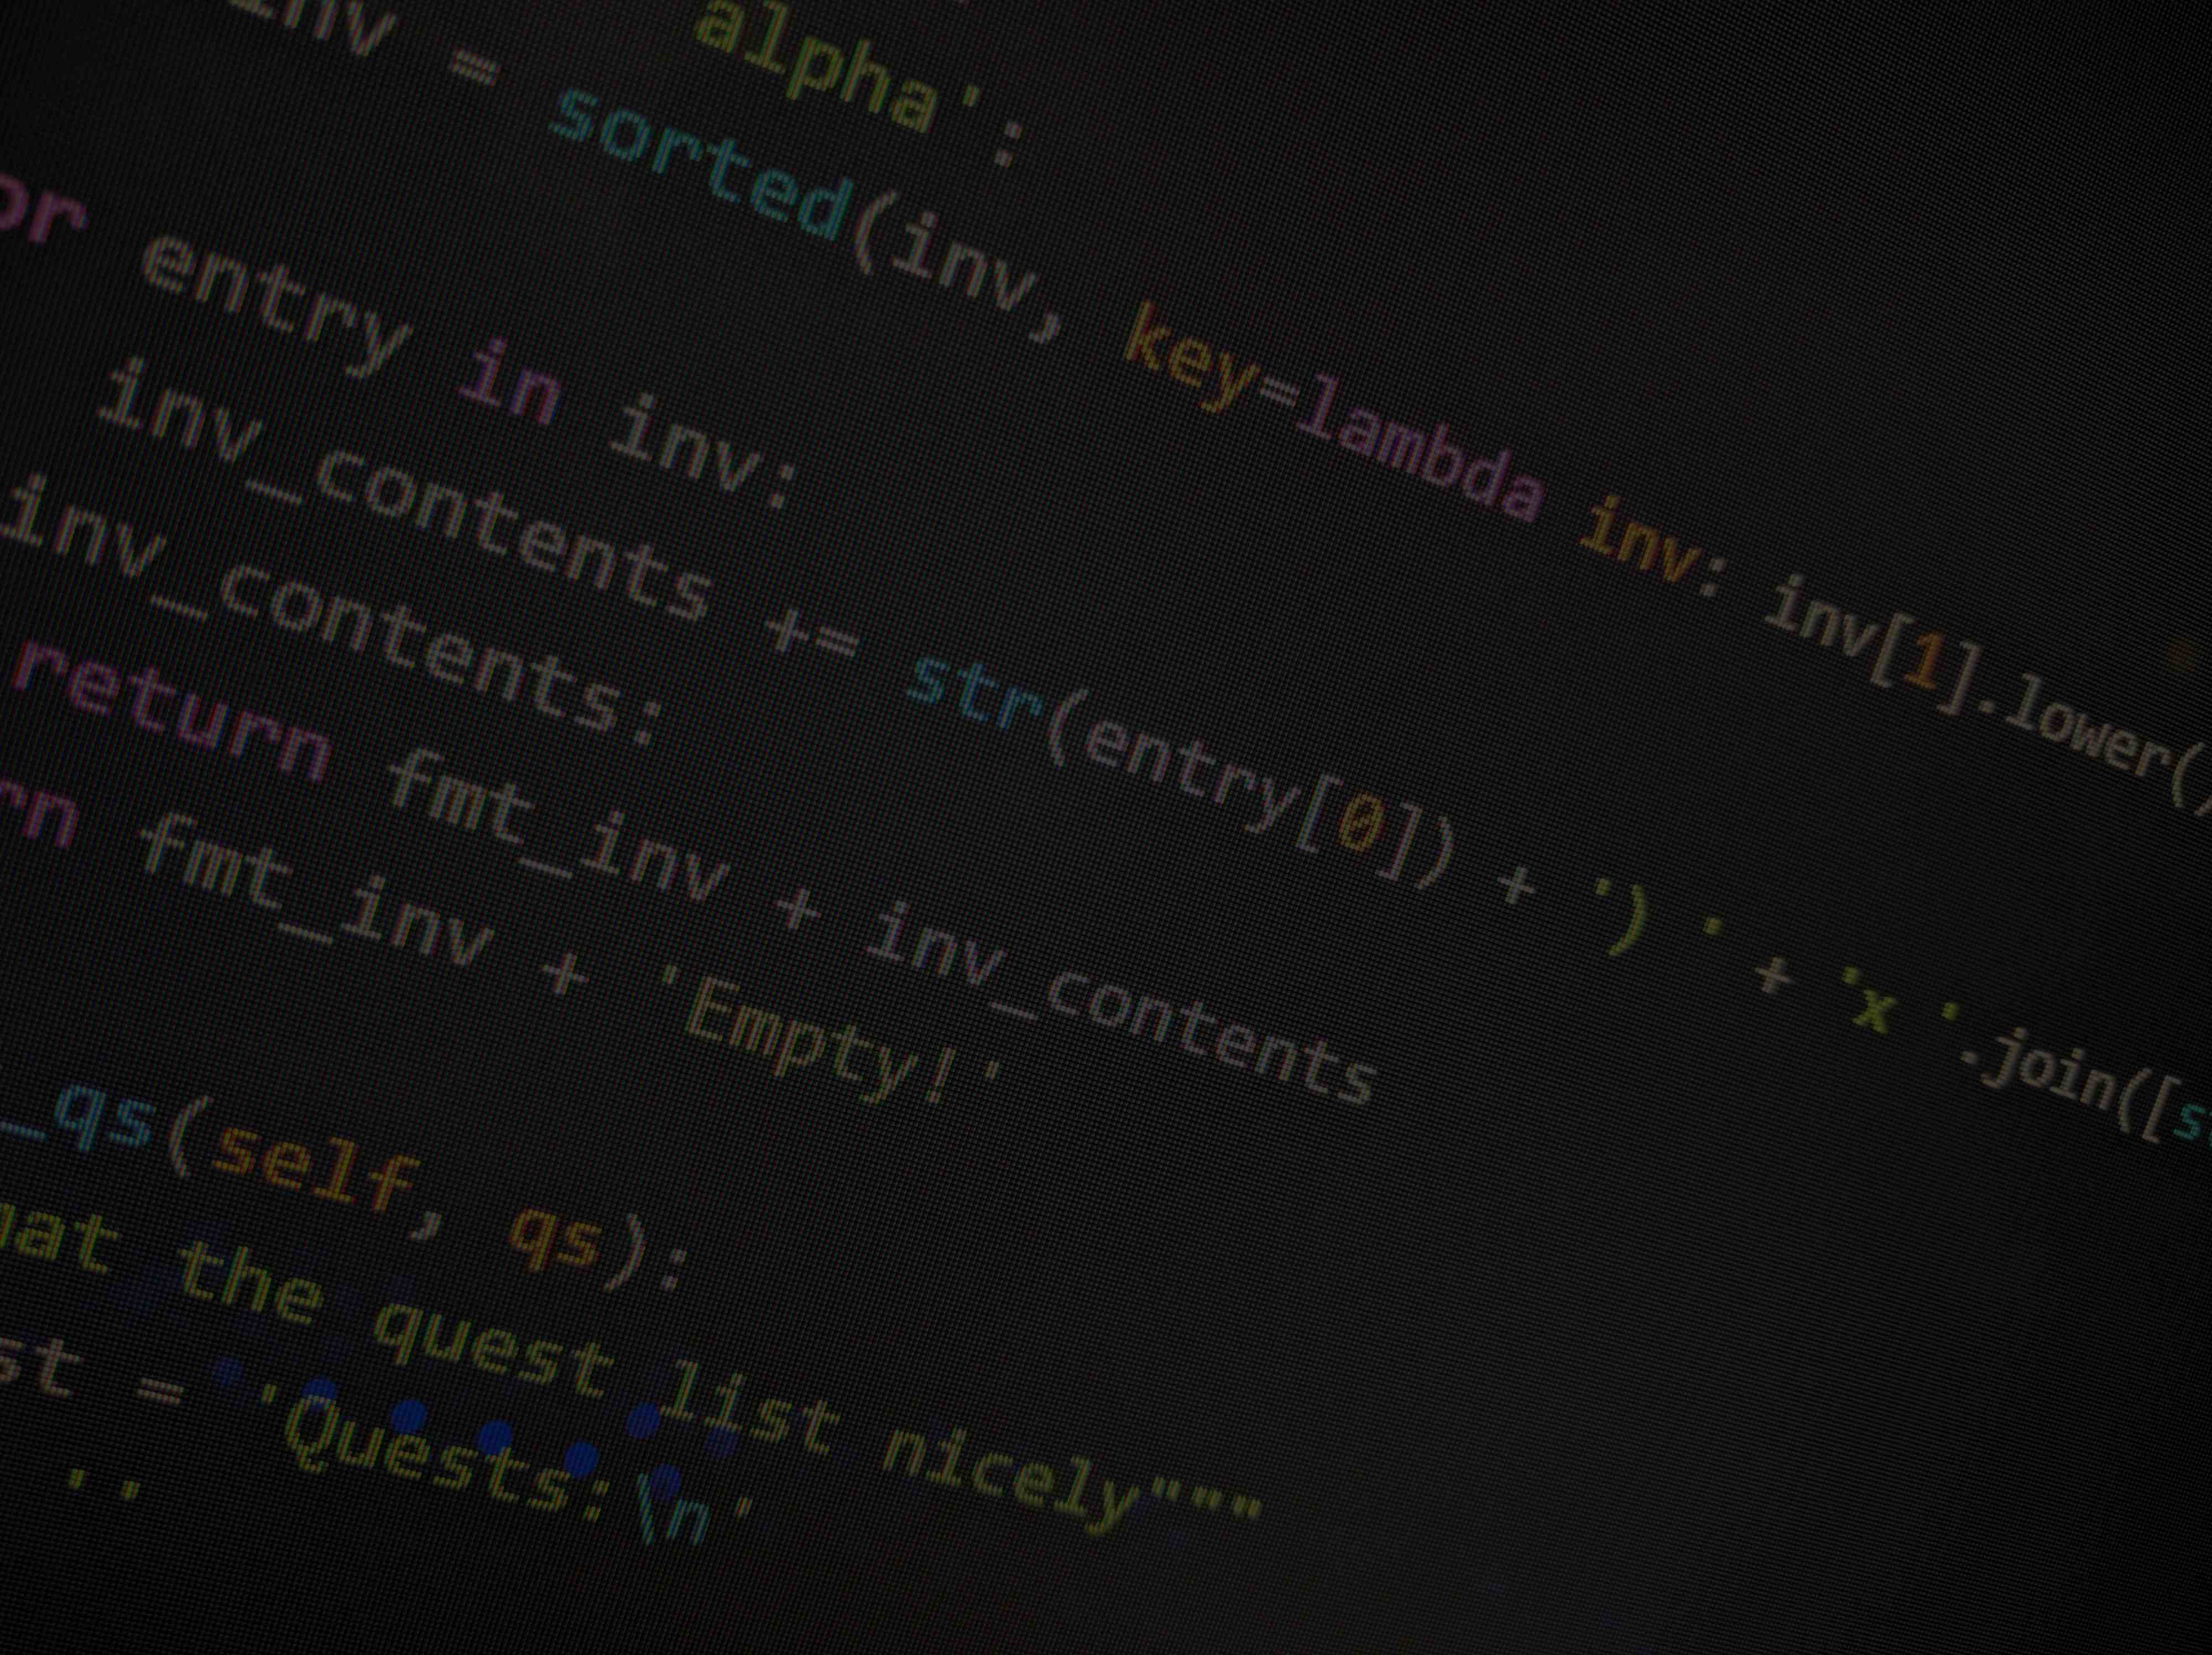 alpha':
inv = sorted(inv, key=lambda inv: inv[1].lower()
or entry in inv:
inv_contents += str(entry[0]) + ') ' + 'x '.join([st
inv_contents:
return fmt_inv + inv_contents
rn fmt_inv + 'Empty!'
_qs(self, qs):
mat the quest list nicely"""
st = 'Quests:\n'
''